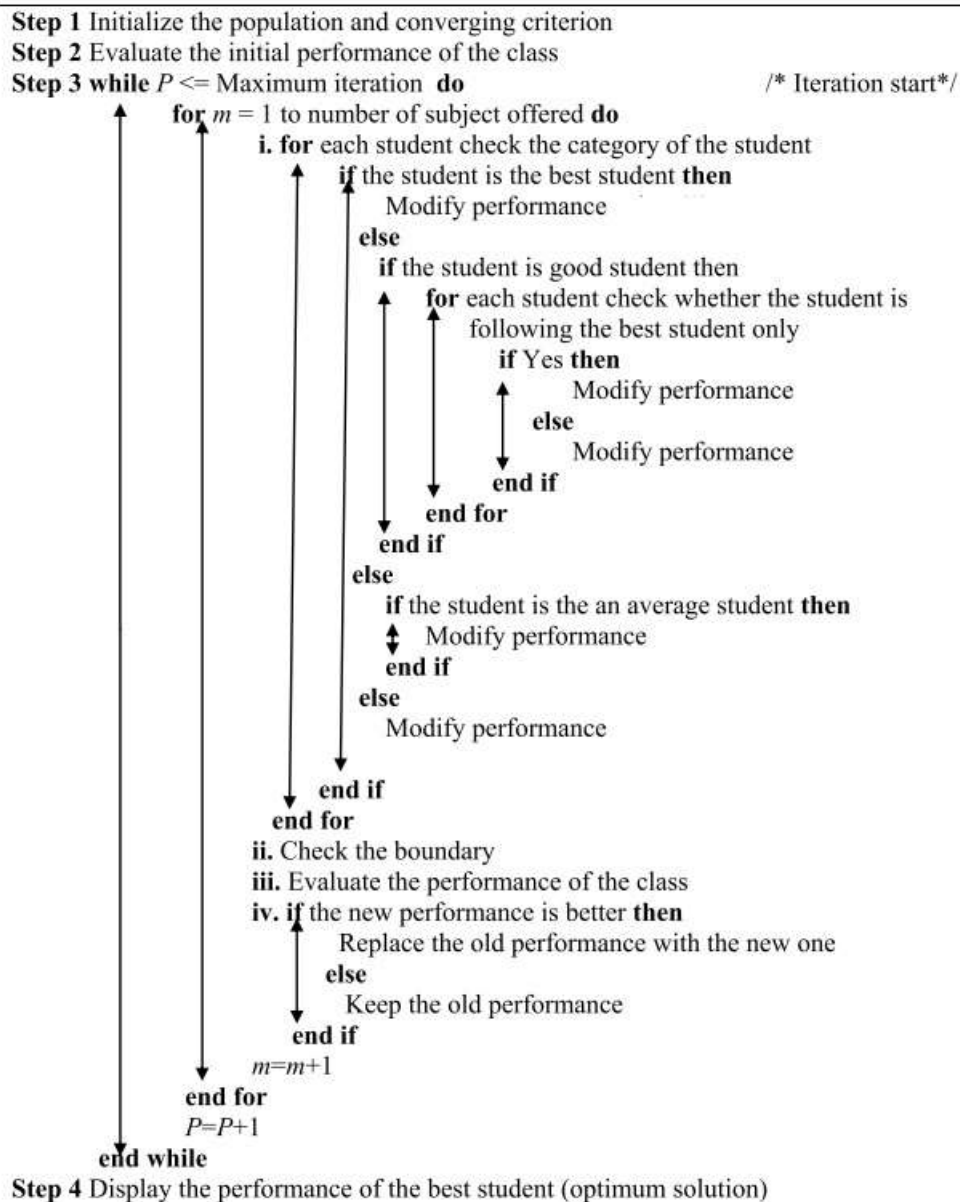 Step 1 Initialize the population and converging criterion
Step 2 Evaluate the initial performance of the class
Step 3 while P <= Maximum iteration do /* Iteration start*/
for m = 1 to number of subject offered do
i. for each student check the category of the student
if the student is the best student then
Modify performance
else
if the student is good student then
for each student check whether the student is
following the best student only
if Yes then
Modify performance
else
Modify performance
end if
end for
end if
else
if the student is the an average student then
Modify performance
end if
else
Modify performance
end if
end for
ii. Check the boundary
iii. Evaluate the performance of the class
iv. if the new performance is better then
Replace the old performance with the new one
else
Keep the old performance
end if
m=m+1
end for
P=P+1
end while
Step 4 Display the performance of the best student (optimum solution)